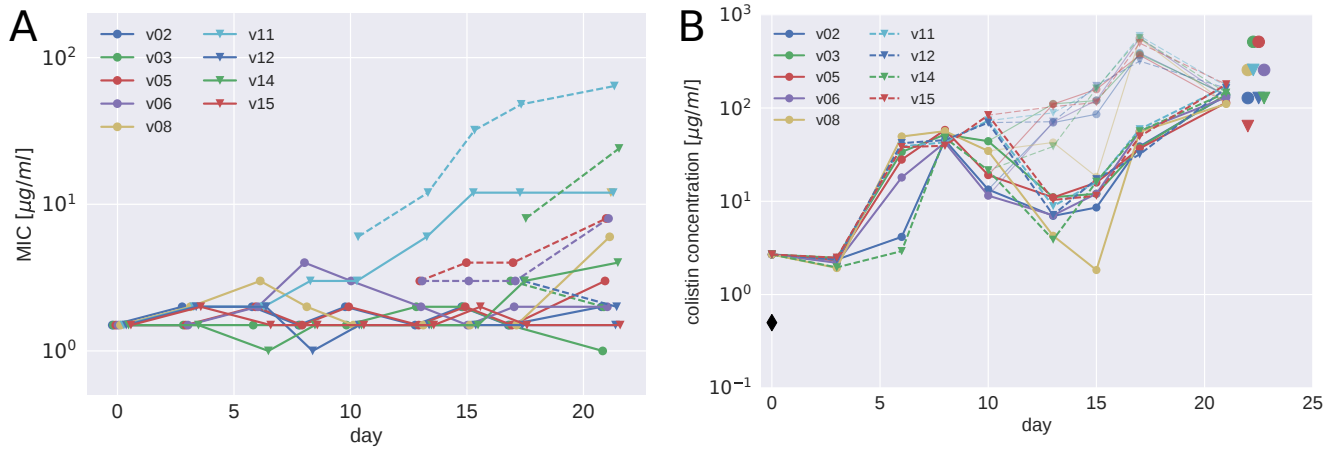 A
MIC [μg/ml]
10²
10¹
10⁰
v02
v03
v05
v06
v08
v11
v12
v14
v15
0 5 10 15 20
day
B
colistin concentration [μg/ml]
10³
10²
10¹
10⁰
10⁻¹
v02
v03
v05
v06
v08
v11
v12
v14
v15
0 5 10 15 20 25
day